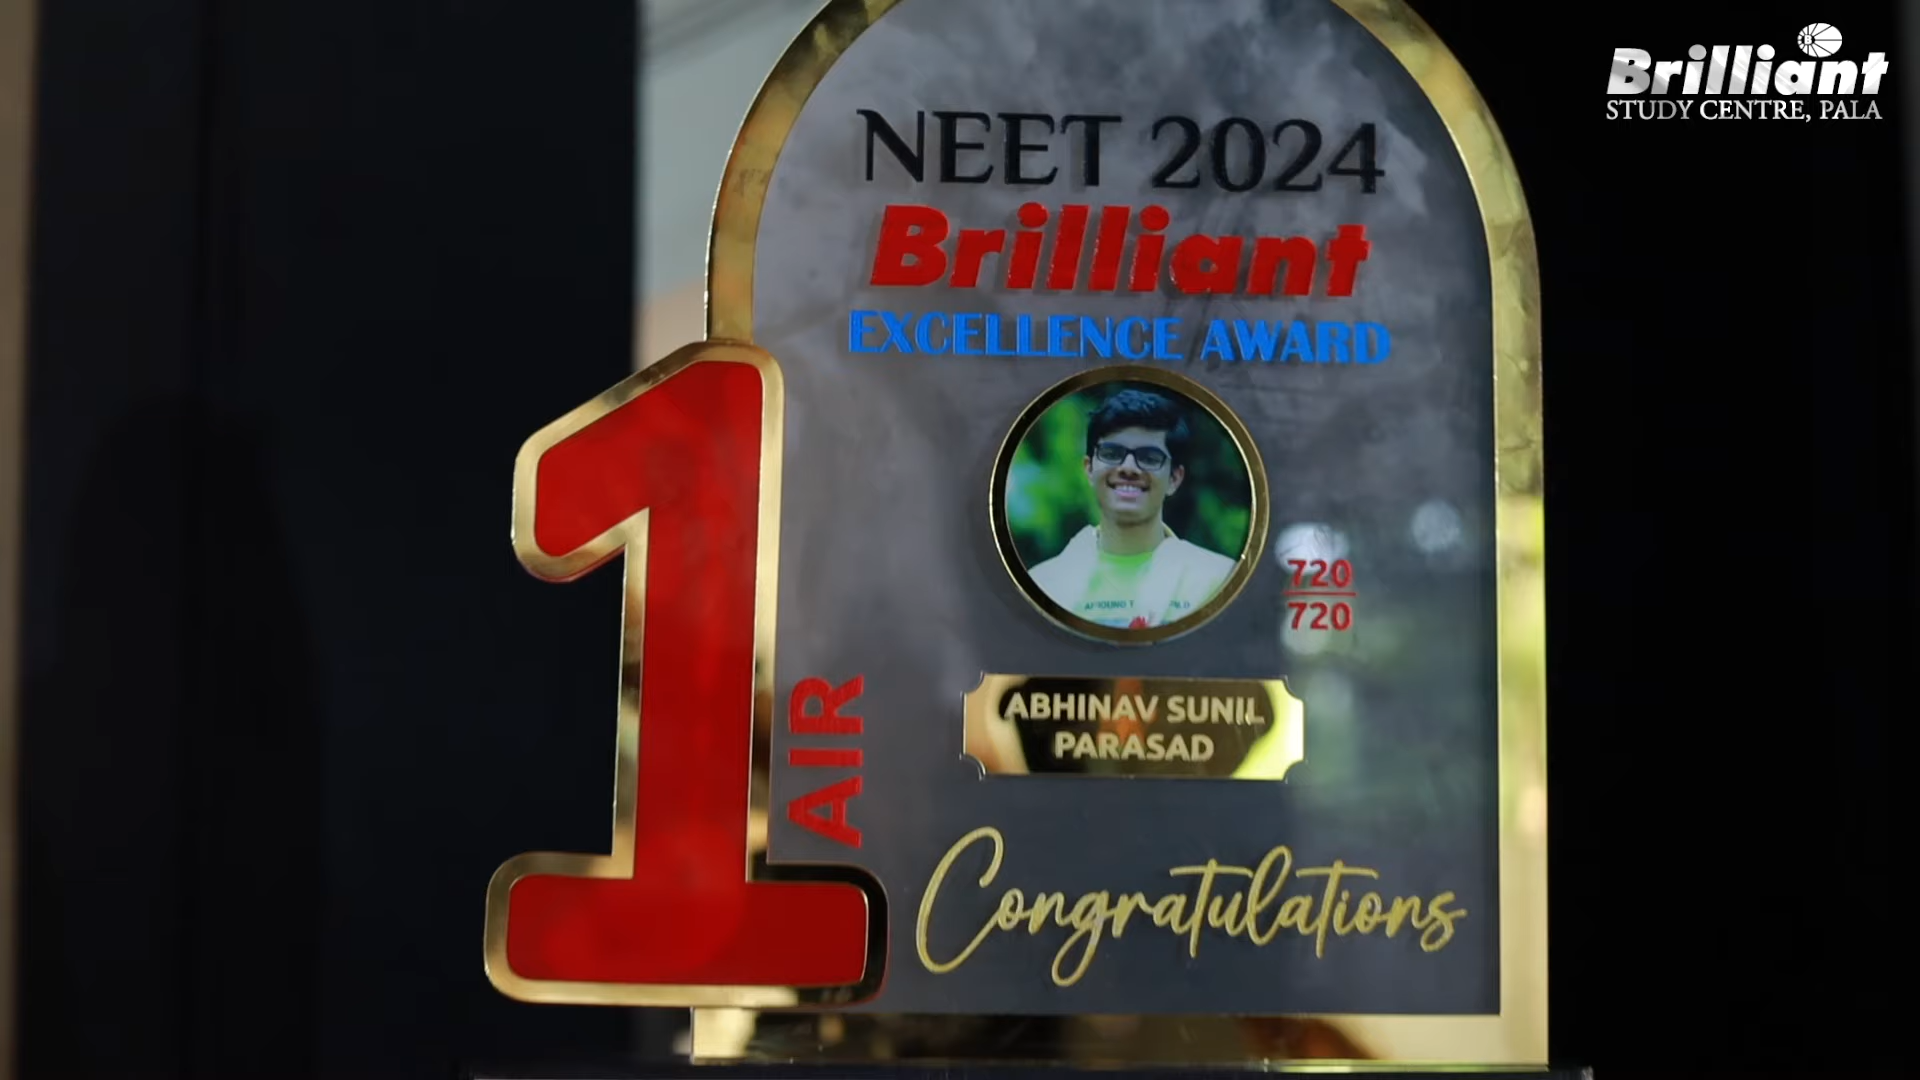 Brilliant
STUDY CENTRE, PALA
NEET 2024
Brilliant
EXCELLENCE AWARD
720
720
ABHINAV SUNIL
PARASAD
1
AIR
Congratulations